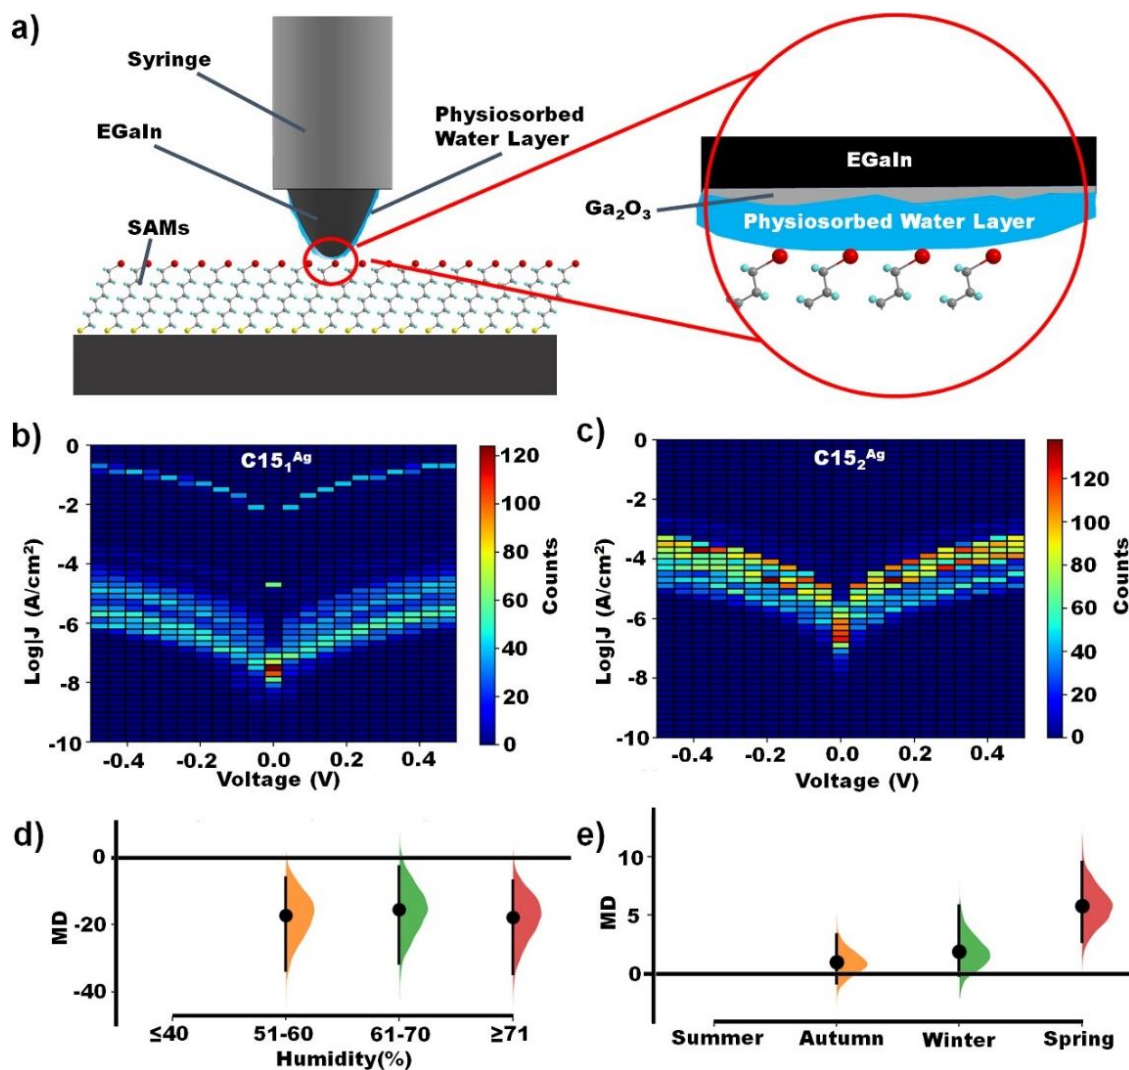 a)
Syringe
EGaIn
Physiosorbed
Water Layer
SAMs
EGaIn
Ga₂O₃
Physiosorbed Water Layer
b)
C15₁ᴬᵍ
0
-2
-4
-6
-8
-10
Log|J (A/cm²)
-0.4 -0.2 0.0 0.2 0.4
Voltage (V)
120
100
80
60
40
20
0
Counts
c)
C15₂ᴬᵍ
0
-2
-4
-6
-8
-10
Log|J (A/cm²)
-0.4 -0.2 0.0 0.2 0.4
Voltage (V)
120
100
80
60
40
20
0
Counts
d)
0
-20
-40
MD
≤40 51-60 61-70 ≥71
Humidity(%)
e)
10
5
0
MD
Summer Autumn Winter Spring